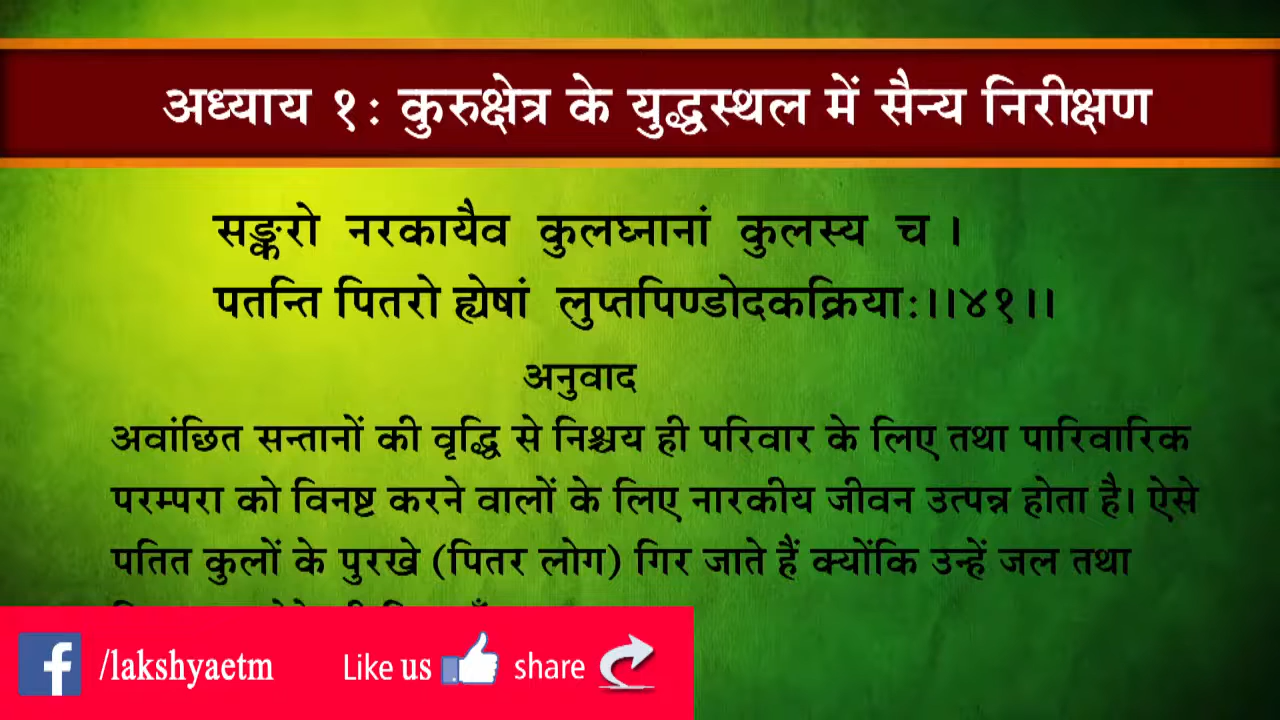 अध्याय १: कुरुक्षेत्र के युद्धस्थल में सैन्य निरीक्षण
सङ्करो नरकायैव कुलघ्नानां कुलस्य च ।
पतन्ति पितरो ह्येषां लुप्तपिण्डोदकक्रियाः।।४१।।
अनुवाद
अवांछित सन्तानों की वृद्धि से निश्चय ही परिवार के लिए तथा पारिवारिक
परम्परा को विनष्ट करने वालों के लिए नारकीय जीवन उत्पन्न होता है। ऐसे
पतित कुलों के पुरखे (पितर लोग) गिर जाते हैं क्योंकि उन्हें जल तथा
/lakshyaetm Like us share